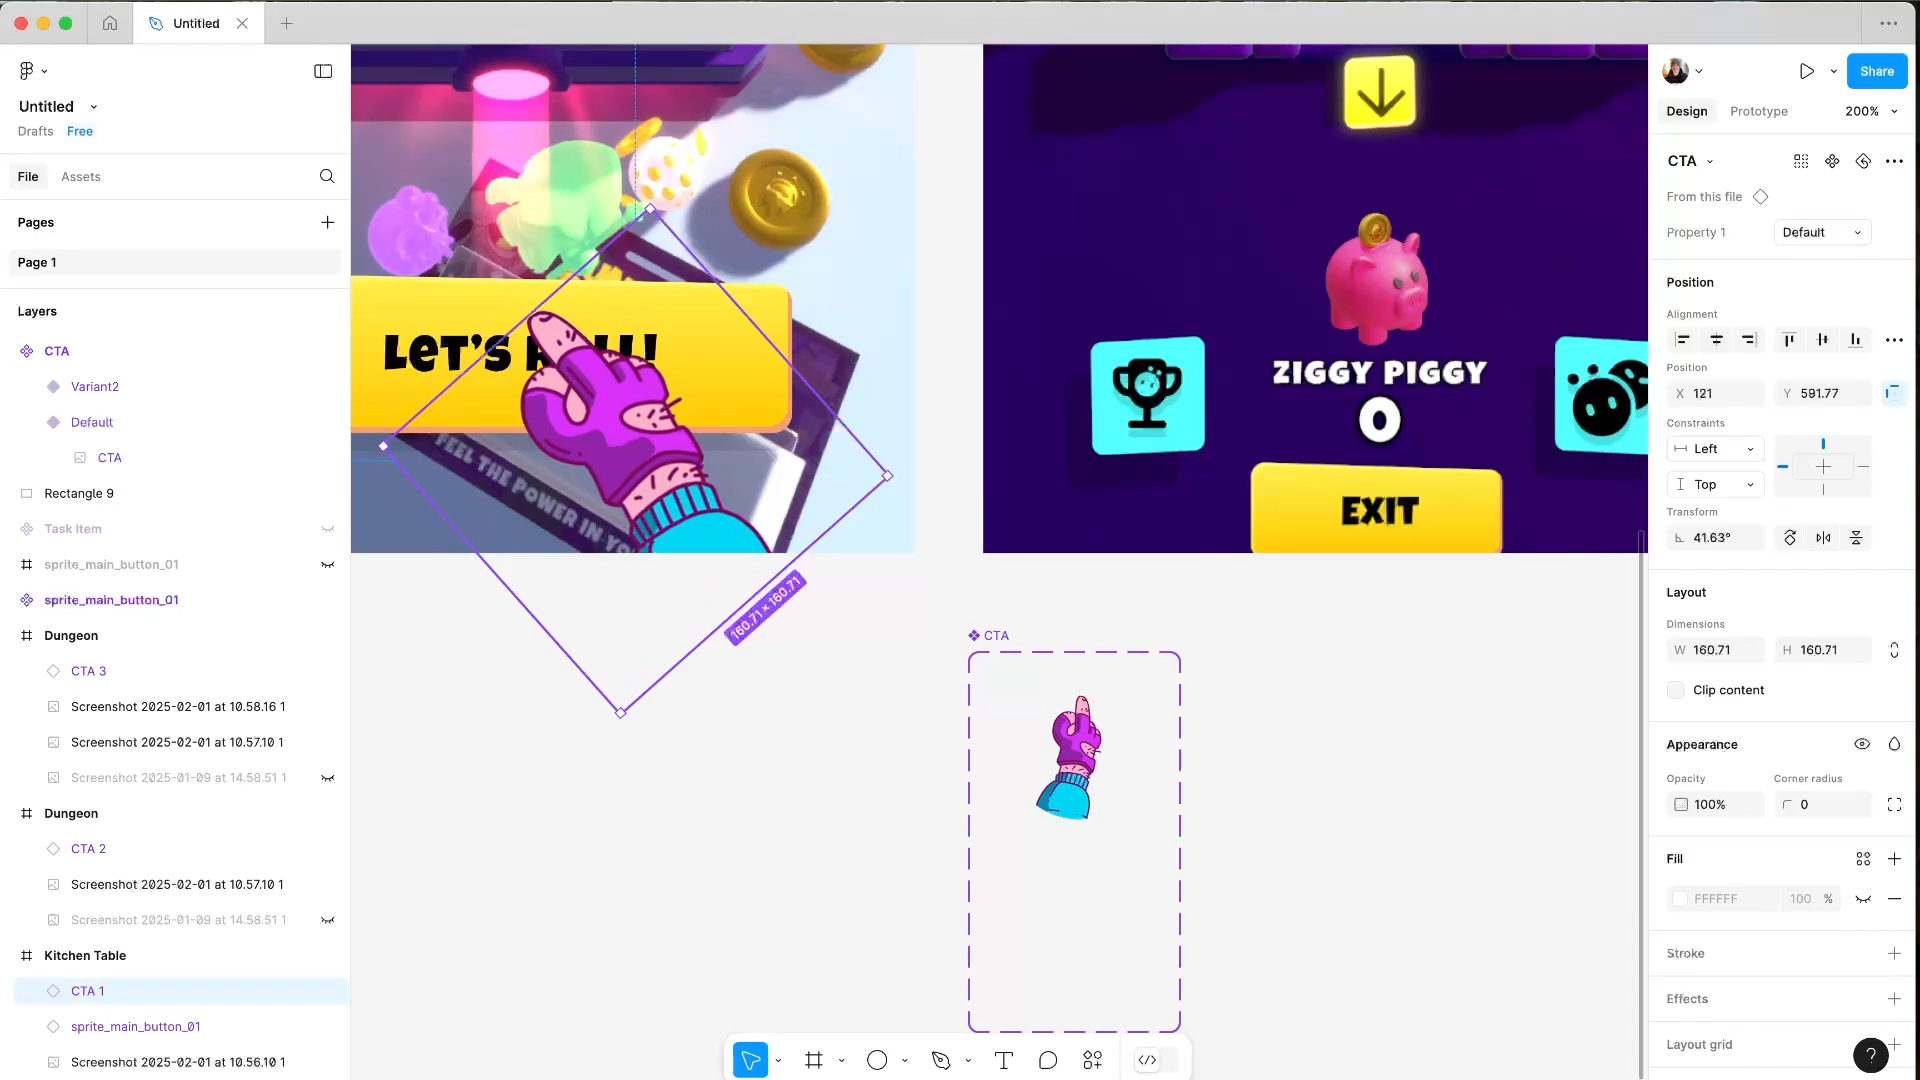 Untitled
Untitled
Drafts Free
File Assets
Pages
Page 1
Layers
CTA
Variant2
Default
CTA
Rectangle 9
Task Item
sprite_main_button_01
sprite_main_button_01
Dungeon
CTA 3
Screenshot 2025-02-01 at 10.58.16 1
Screenshot 2025-02-01 at 10.57.10 1
Screenshot 2025-01-09 at 14.58.51 1
Dungeon
CTA 2
Screenshot 2025-02-01 at 10.57.10 1
Screenshot 2025-01-09 at 14.58.51 1
Kitchen Table
CTA 1
sprite_main_button_01
Screenshot 2025-02-01 at 10.56.10 1
LET'S
FEEL THE POWER IN
160.71 × 160.71
ZIGGY PIGGY
0
EXIT
CTA
Share
Design Prototype 200%
CTA
From this file
Property 1 Default
Position
Alignment
Position
X 121 Y 591.77
Constraints
Left
Top
Transform
41.63°
Layout
Dimensions
W 160.71 H 160.71
Clip content
Appearance
Opacity Corner radius
100% 0
Fill
FFFFFF 100 %
Stroke
Effects
Layout grid
?